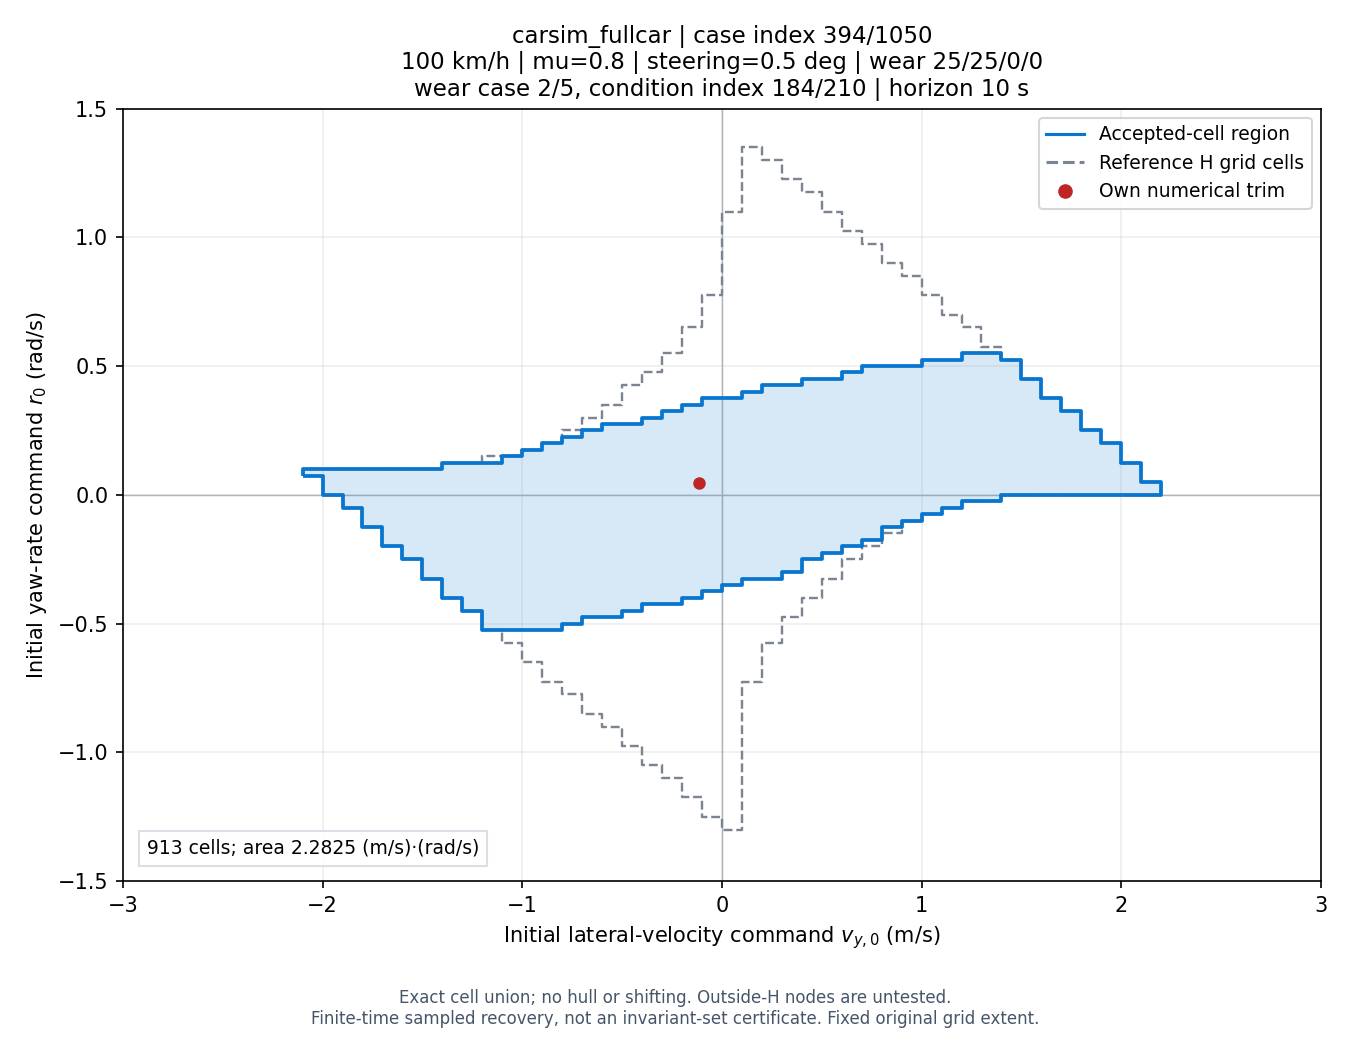 carsim_fullcar | case index 394/1050
100 km/h | mu=0.8 | steering=0.5 deg | wear 25/25/0/0
wear case 2/5, condition index 184/210 | horizon 10 s
Accepted-cell region
Reference H grid cells
Own numerical trim
1.5
1.0
0.5
0.0
−0.5
−1.0
−1.5
Initial yaw-rate command r₀ (rad/s)
913 cells; area 2.2825 (m/s)·(rad/s)
−3 −2 −1 0 1 2 3
Initial lateral-velocity command v_{y,0} (m/s)
Exact cell union; no hull or shifting. Outside-H nodes are untested.
Finite-time sampled recovery, not an invariant-set certificate. Fixed original grid extent.